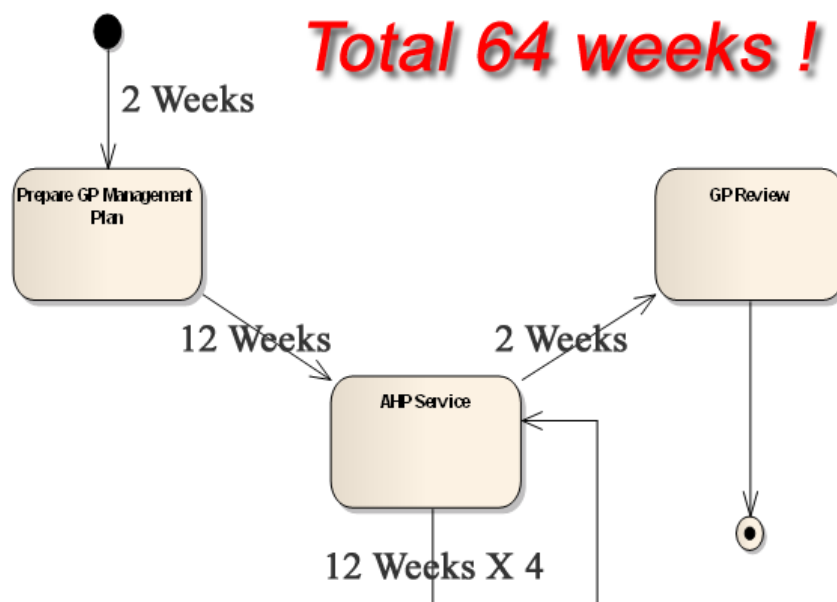 Total 64 weeks !
2 Weeks
Prepare GP Management
Plan
GP Review
12 Weeks
2 Weeks
AHP Service
12 Weeks X 4